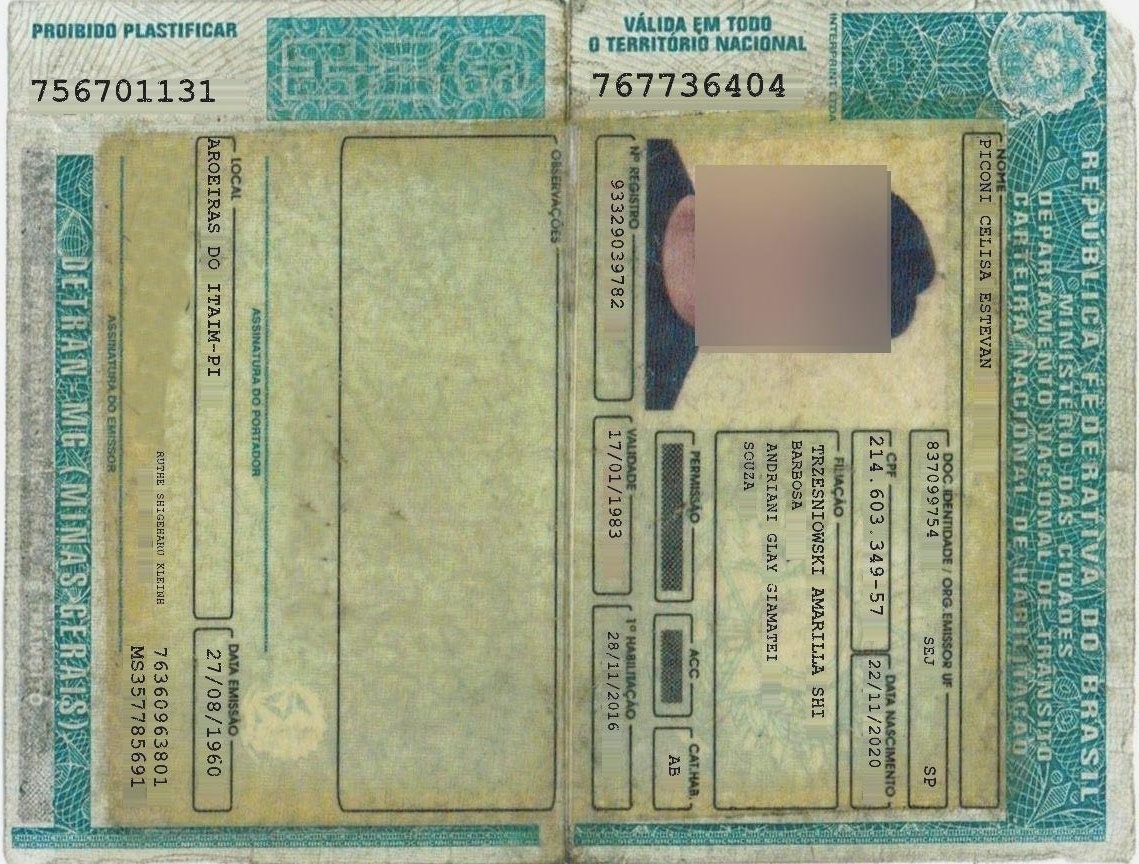 PROIBIDO PLASTIFICAR
756701131
VÁLIDA EM TODO
O TERRITÓRIO NACIONAL
767736404
INTERPRINT LTDA
REPÚBLICA FEDERATIVA DO BRASIL
MINISTÉRIO DAS CIDADES
DEPARTAMENTO NACIONAL DE TRÂNSITO
CARTEIRA NACIONAL DE HABILITAÇÃO
NOME
PICONI CELISA ESTEVAN
DOC IDENTIDADE / ORG EMISSOR UF
837099754 SEJ SP
CPF
214.603.349-57
DATA NASCIMENTO
22/11/2020
FILIAÇÃO
TRZESNIOWSKI AMARILLA SHI
BARBOSA
ANDRIANI GLAY GIAMATEI
SOUZA
PERMISSÃO
ACC
CAT.HAB.
AB
Nº REGISTRO
93329039782
VALIDADE
17/01/1983
1ª HABILITAÇÃO
28/11/2016
OBSERVAÇÕES
ASSINATURA DO PORTADOR
LOCAL
AROEIRAS DO ITAIM-PI
DATA EMISSÃO
27/08/1960
RUTHE SHIGEHARU KLEINH
76360963801
MS357785691
ASSINATURA DO EMISSOR
DETRAN-MG (MINAS GERAIS)